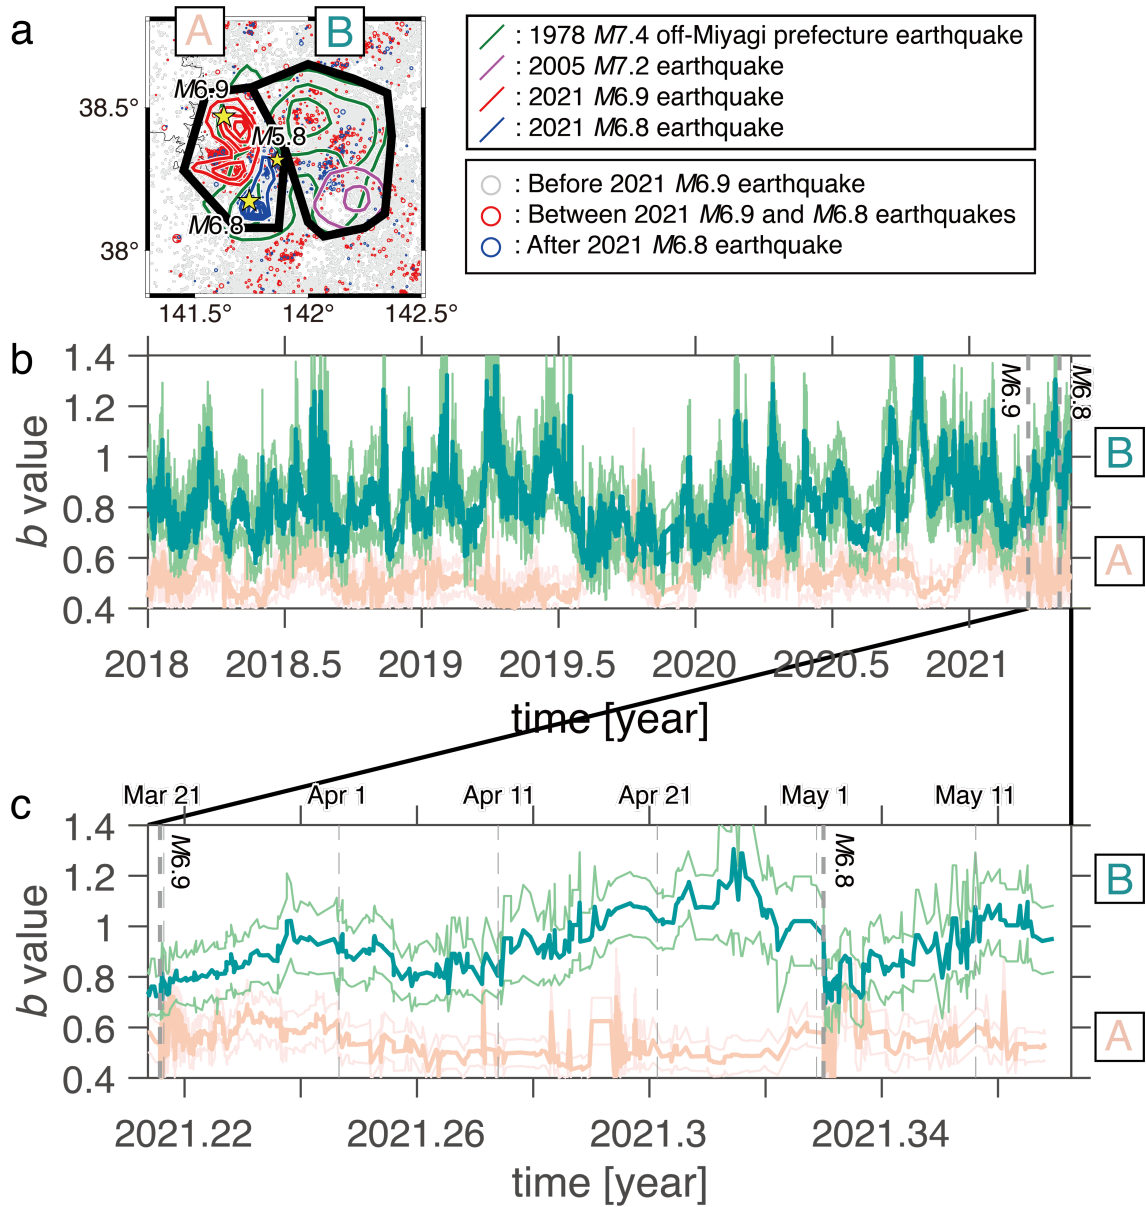 a
A
B
M6.9
M5.8
M6.8
38.5°
38°
141.5°
142°
142.5°
: 1978 M7.4 off-Miyagi prefecture earthquake
: 2005 M7.2 earthquake
: 2021 M6.9 earthquake
: 2021 M6.8 earthquake
: Before 2021 M6.9 earthquake
: Between 2021 M6.9 and M6.8 earthquakes
: After 2021 M6.8 earthquake
b
1.4
1.2
1
0.8
0.6
0.4
b value
M6.9
M6.8
B
A
2018
2018.5
2019
2019.5
2020
2020.5
2021
time [year]
c
Mar 21
Apr 1
Apr 11
Apr 21
May 1
May 11
1.4
1.2
1
0.8
0.6
0.4
b value
M6.9
M6.8
B
A
2021.22
2021.26
2021.3
2021.34
time [year]